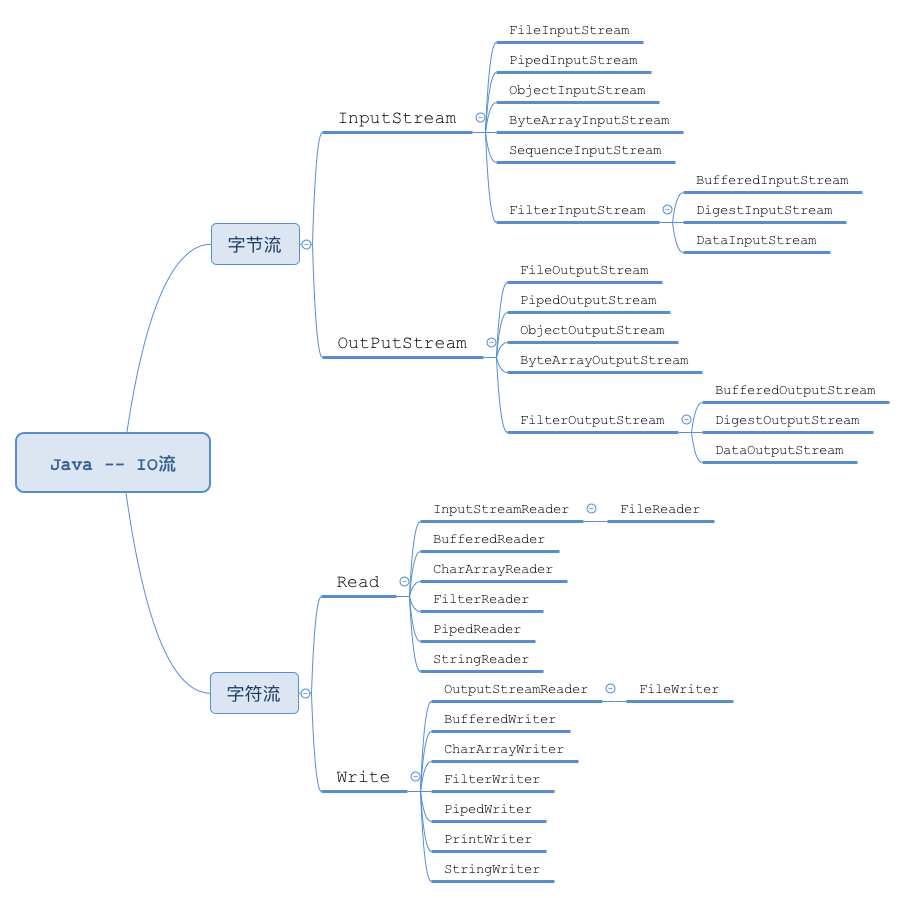 Java -- IO流
字节流
InputStream
FileInputStream
PipedInputStream
ObjectInputStream
ByteArrayInputStream
SequenceInputStream
FilterInputStream
BufferedInputStream
DigestInputStream
DataInputStream
OutPutStream
FileOutputStream
PipedOutputStream
ObjectOutputStream
ByteArrayOutputStream
FilterOutputStream
BufferedOutputStream
DigestOutputStream
DataOutputStream
字符流
Read
InputStreamReader
FileReader
BufferedReader
CharArrayReader
FilterReader
PipedReader
StringReader
Write
OutputStreamReader
FileWriter
BufferedWriter
CharArrayWriter
FilterWriter
PipedWriter
PrintWriter
StringWriter